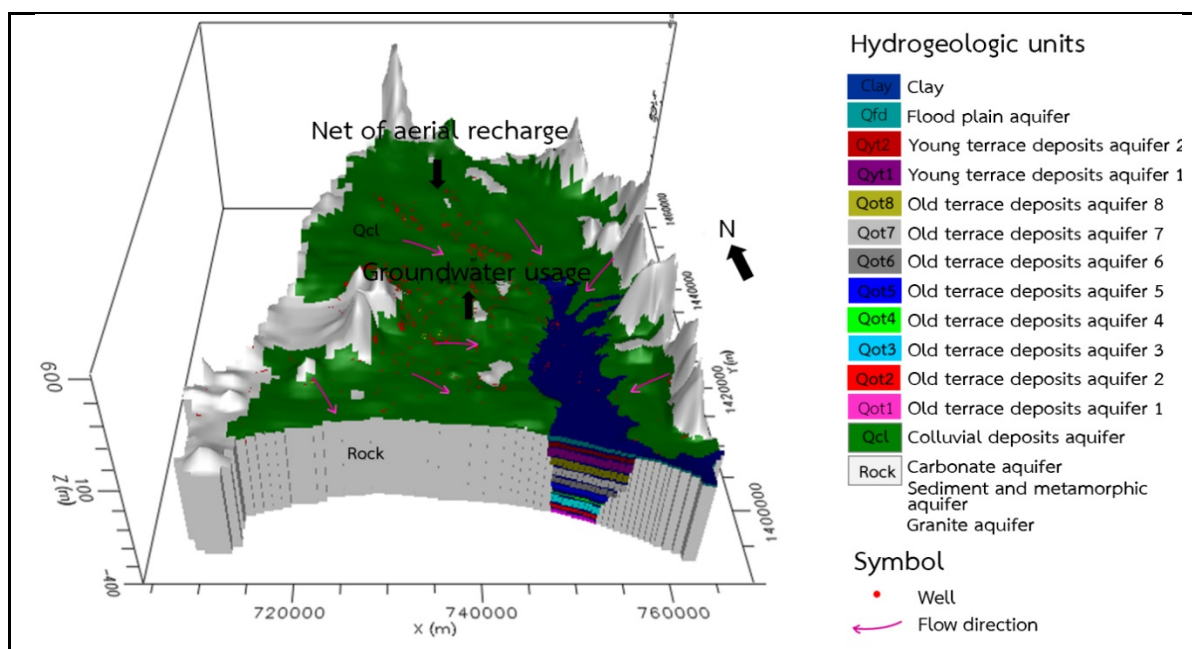 Net of aerial recharge
Qcl
Groundwater usage
Rock
N
600
100
-400
Z (m)
720000
740000
760000
X (m)
1400000
1420000
1440000
1460000
Y(m)
Hydrogeologic units
Clay Clay
Qfd Flood plain aquifer
Qyt2 Young terrace deposits aquifer 2
Qyt1 Young terrace deposits aquifer 1
Qot8 Old terrace deposits aquifer 8
Qot7 Old terrace deposits aquifer 7
Qot6 Old terrace deposits aquifer 6
Qot5 Old terrace deposits aquifer 5
Qot4 Old terrace deposits aquifer 4
Qot3 Old terrace deposits aquifer 3
Qot2 Old terrace deposits aquifer 2
Qot1 Old terrace deposits aquifer 1
Qcl Colluvial deposits aquifer
Rock Carbonate aquifer
Sediment and metamorphic
aquifer
Granite aquifer
Symbol
Well
Flow direction